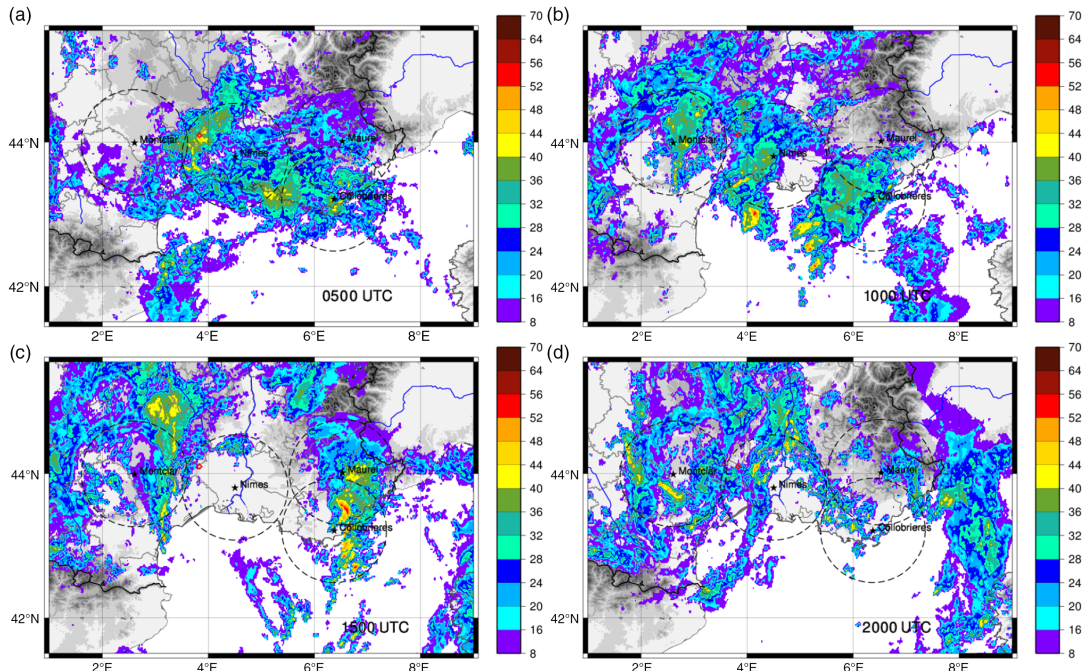 (a)
(b)
70
64
60
56
52
48
44
40
36
32
28
24
20
16
8
70
64
60
56
52
48
44
40
36
32
28
24
20
16
8
44°N
42°N
2°E
4°E
6°E
8°E
Montclar
Nimes
Maurel
Collobrieres
0500 UTC
44°N
42°N
2°E
4°E
6°E
8°E
Montclar
Nimes
Maurel
Collobrieres
1000 UTC
(c)
(d)
70
64
60
56
52
48
44
40
36
32
28
24
20
16
8
70
64
60
56
52
48
44
40
36
32
28
24
20
16
8
44°N
42°N
2°E
4°E
6°E
8°E
Montclar
Nimes
Maurel
Collobrieres
1500 UTC
44°N
42°N
2°E
4°E
6°E
8°E
Montclar
Nimes
Maurel
Collobrieres
2000 UTC